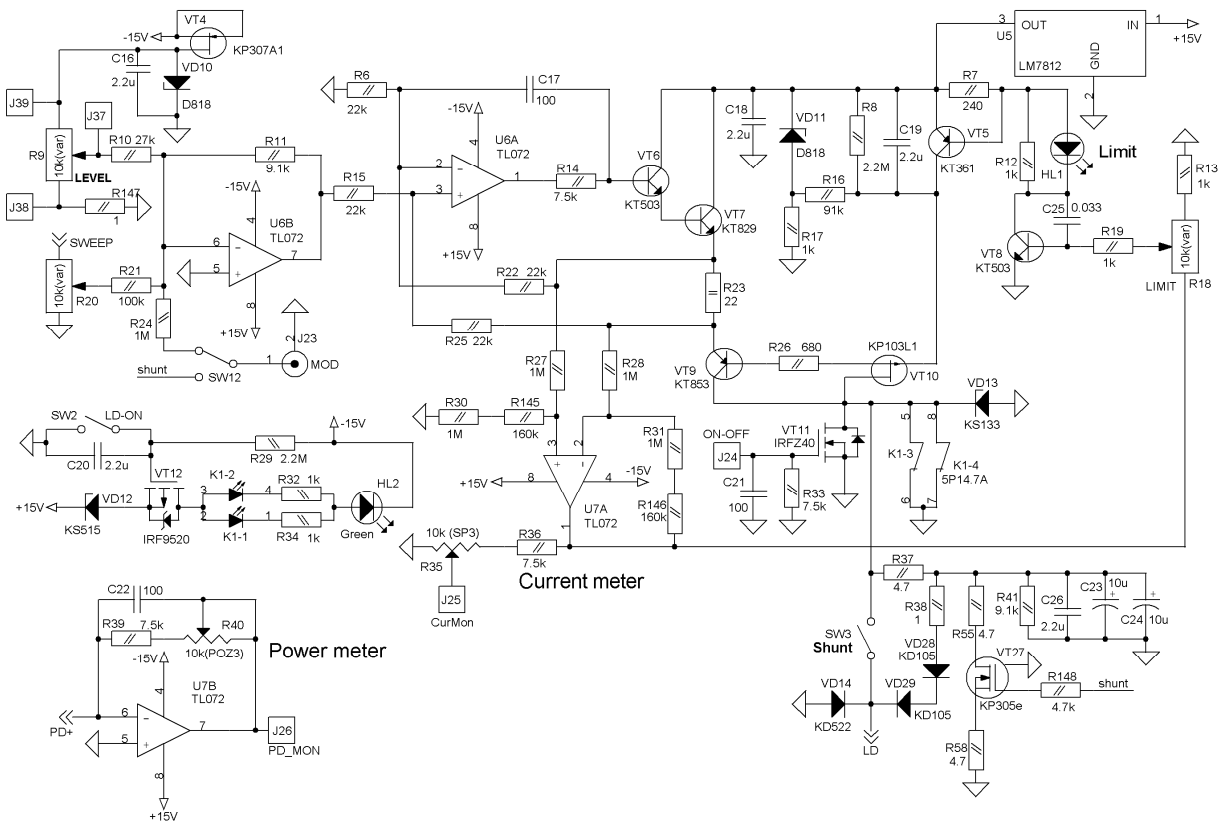 VT4
-15V
KP307A1
C16
2.2u
VD10
D818
J39
J37
R9
10k(var)
LEVEL
R10 27k
R11
9.1k
J38
R147
1
SWEEP
10k(var)
R20
R21
100k
R24
1M
-15V
4
U6B
TL072
6
5
7
8
+15V
R15
22k
shunt
SW12
1
2
J23
MOD
R6
22k
C17
100
-15V
4
U6A
TL072
2
3
1
8
+15V
R14
7.5k
VT6
KT503
VT7
KT829
R22 22k
R23
22
R25 22k
R27
1M
R28
1M
C18
2.2u
VD11
D818
R8
2.2M
C19
2.2u
R16
91k
R17
1k
R7
240
VT5
KT361
3
OUT
IN
1
U5
GND
LM7812
2
+15V
R12
1k
HL1
Limit
C25
0.033
VT8
KT503
R19
1k
R13
1k
10k(var)
LIMIT
R18
VT9
KT853
R26 680
KP103L1
VT10
VD13
KS133
ON-OFF
J24
C21
100
R33
7.5k
VT11
IRFZ40
5
8
K1-3
K1-4
5P14.7A
6
7
SW2
LD-ON
C20
2.2u
R29 2.2M
-15V
VT12
+15V
VD12
KS515
IRF9520
K1-2
3
4
2
1
K1-1
R32 1k
R34 1k
HL2
Green
R30
1M
R145
160k
3
2
8
4
+15V
-15V
U7A
TL072
1
R31
1M
R146
160k
10k (SP3)
R35
R36
7.5k
J25
CurMon
Current meter
C22
100
R39
7.5k
R40
10k(POZ3)
Power meter
-15V
4
U7B
TL072
PD+
6
5
7
8
+15V
J26
PD_MON
R37
4.7
SW3
Shunt
R38
1
VD28
KD105
VD14
KD522
VD29
KD105
LD
R55
4.7
R41
9.1k
C26
2.2u
C23
10u
C24
10u
VT27
KP305e
R148
4.7k
shunt
R58
4.7